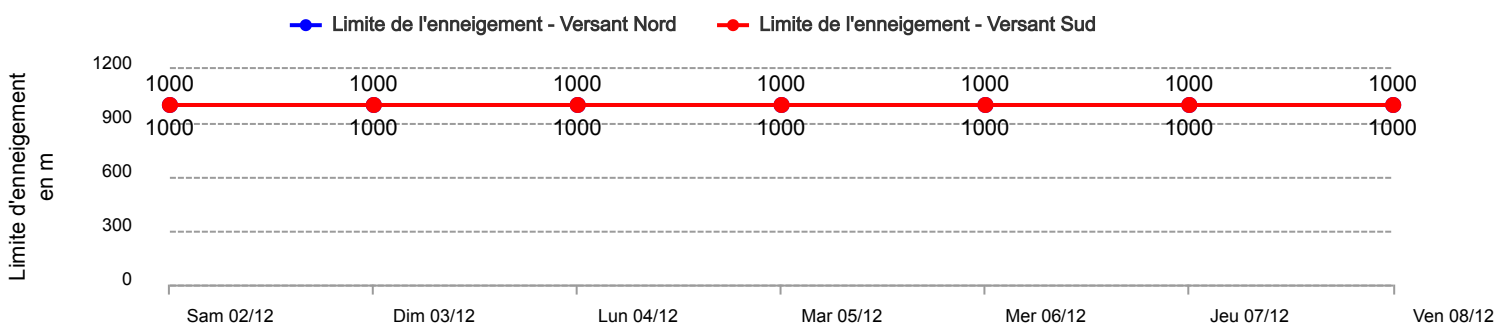 Limite de l'enneigement - Versant Nord Limite de l'enneigement - Versant Sud
Limite d'enneigement
en m
1200
900
600
300
0
1000 1000 1000 1000 1000 1000 1000
1000 1000 1000 1000 1000 1000 1000
Sam 02/12 Dim 03/12 Lun 04/12 Mar 05/12 Mer 06/12 Jeu 07/12 Ven 08/12